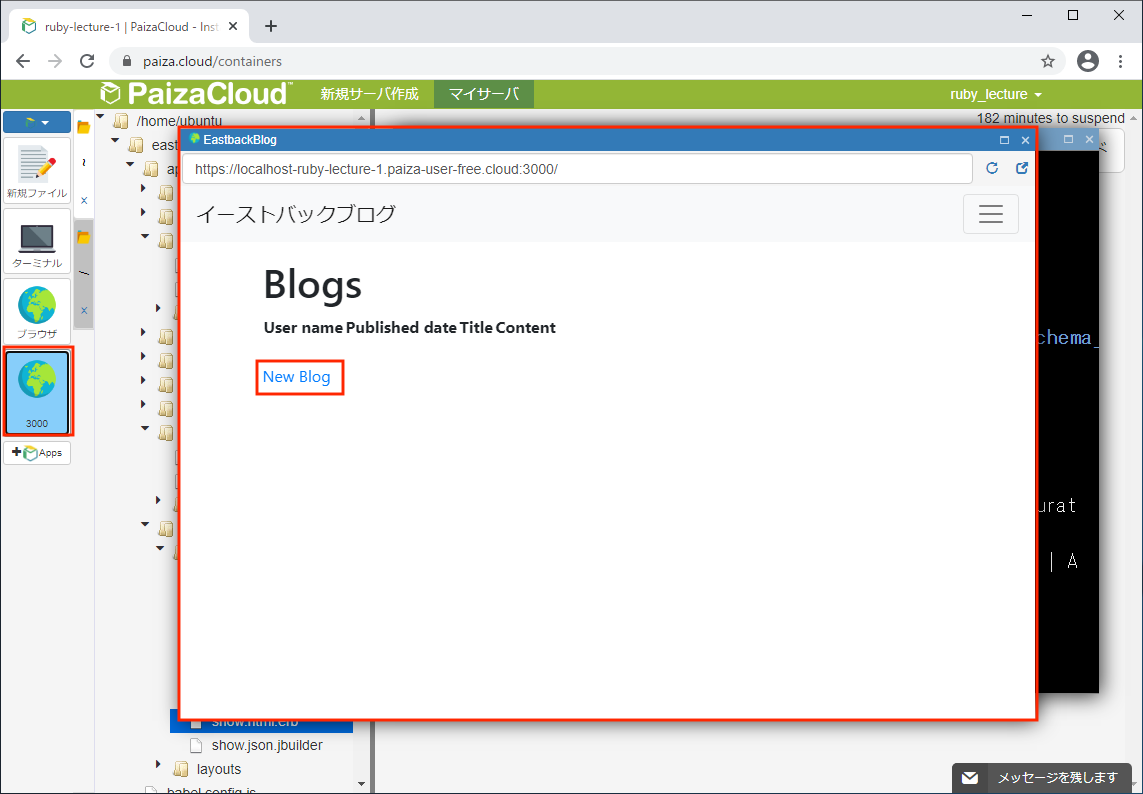 ruby-lecture-1 | PaizaCloud - Inst
paiza.cloud/containers
PaizaCloud
新規サーバ作成
マイサーバ
ruby_lecture
/home/ubuntu
182 minutes to suspend
east
ap
新規ファイル
ターミナル
ブラウザ
3000
Apps
EastbackBlog
https://localhost-ruby-lecture-1.paiza-user-free.cloud:3000/
イーストバックブログ
Blogs
User name Published date Title Content
New Blog
chema_
urat
| A
show.html.erb
show.json.jbuilder
layouts
babel.config.js
メッセージを残します